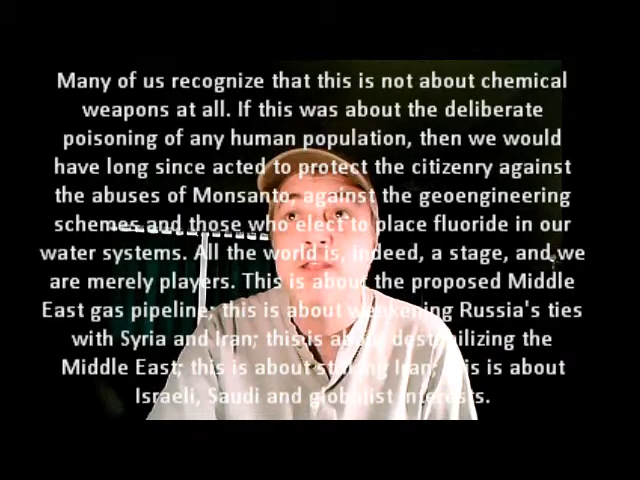 Many of us recognize that this is not about chemical
weapons at all. If this was about the deliberate
poisoning of any human population, then we would
have long since acted to protect the citizenry against
the abuses of Monsanto, against the geoengineering
schemes and those who elect to place fluoride in our
water systems. All the world is, indeed, a stage, and we
are merely players. This is about the proposed Middle
East gas pipeline; this is about weakening Russia's ties
with Syria and Iran; this is about destabilizing the
Middle East; this is about Iran; this is about
Israeli, Saudi and globalist interests.